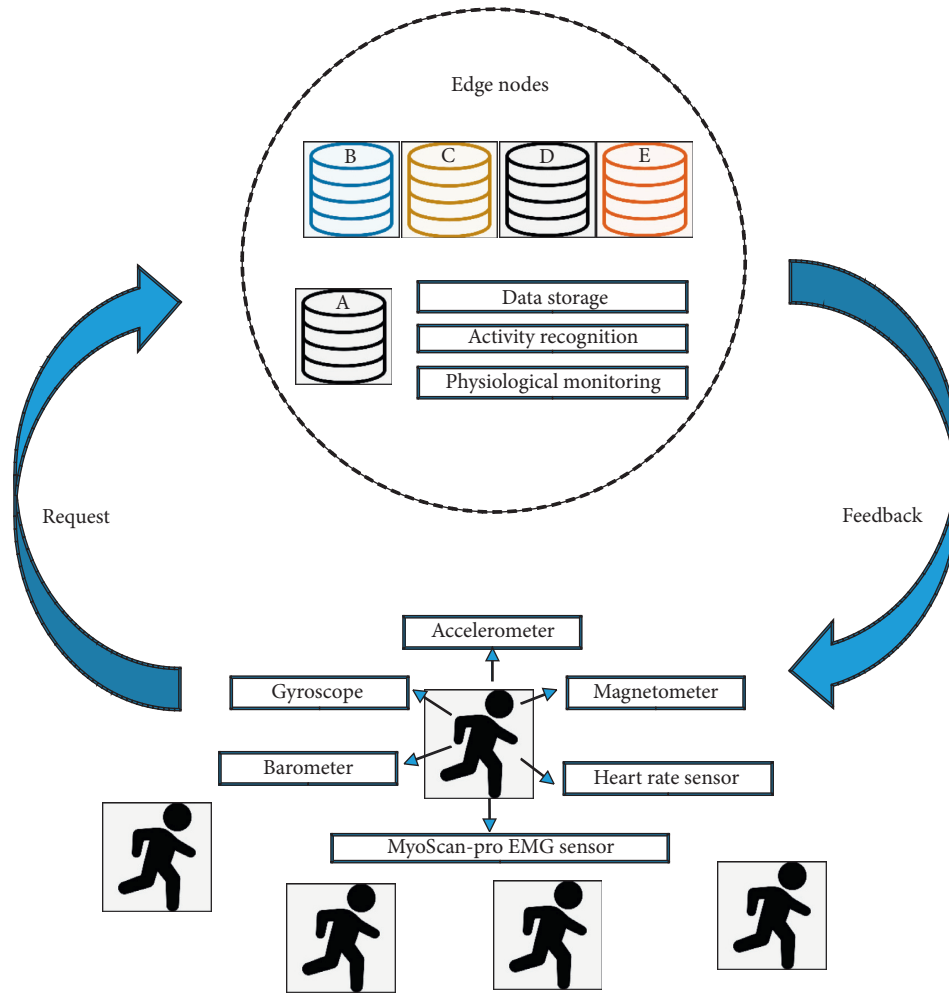 Edge nodes
B
C
D
E
A
Data storage
Activity recognition
Physiological monitoring
Request
Feedback
Accelerometer
Gyroscope
Magnetometer
Barometer
Heart rate sensor
MyoScan-pro EMG sensor